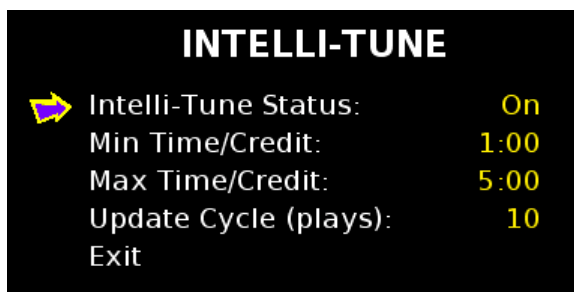 INTELLI-TUNE
Intelli-Tune Status: On
Min Time/Credit: 1:00
Max Time/Credit: 5:00
Update Cycle (plays): 10
Exit